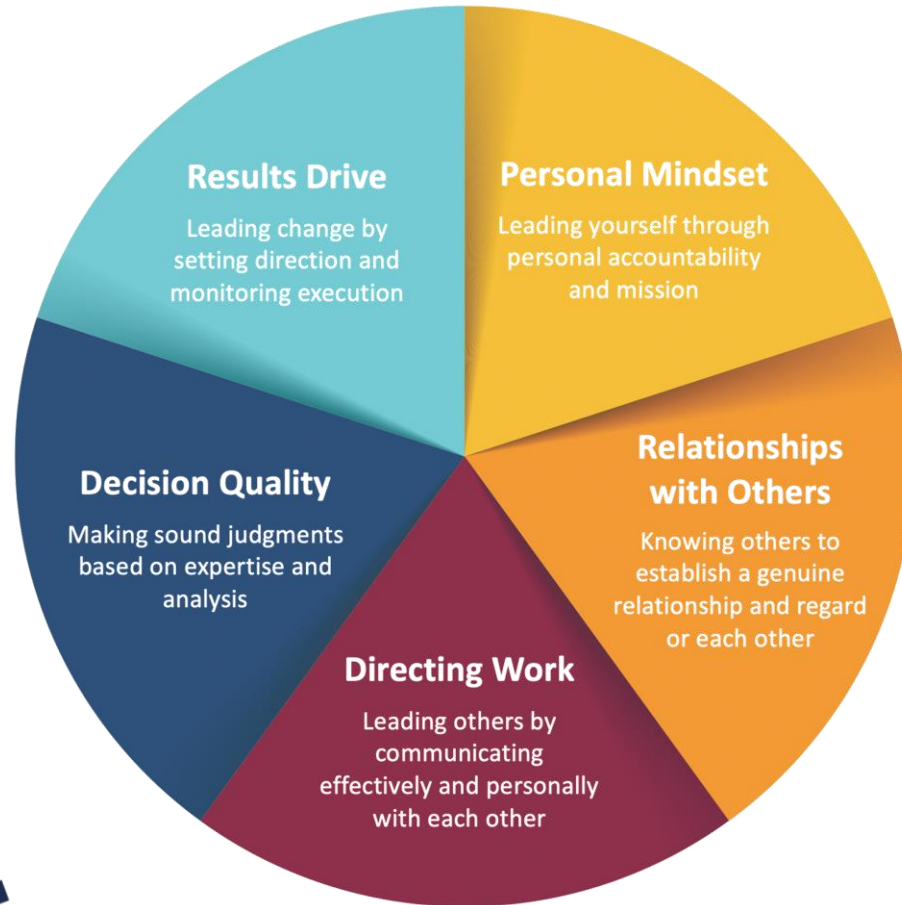 Results Drive
Leading change by
setting direction and
monitoring execution
Personal Mindset
Leading yourself through
personal accountability
and mission
Relationships
with Others
Knowing others to
establish a genuine
relationship and regard
or each other
Directing Work
Leading others by
communicating
effectively and personally
with each other
Decision Quality
Making sound judgments
based on expertise and
analysis